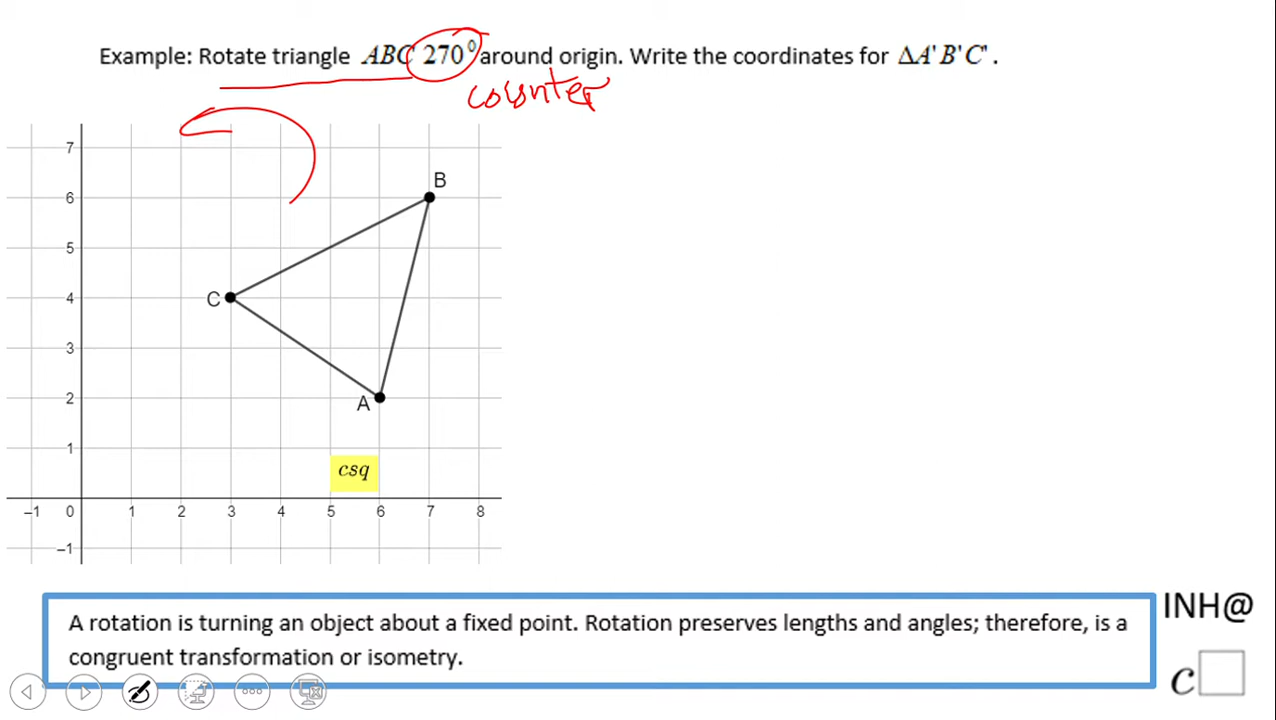 Example: Rotate triangle ABC 270⁰ around origin. Write the coordinates for ΔA'B'C'.
counter
7
B
6
5
C
4
3
2
A
1
csq
−1 0 1 2 3 4 5 6 7 8
−1
A rotation is turning an object about a fixed point. Rotation preserves lengths and angles; therefore, is a
congruent transformation or isometry.
INH@
c